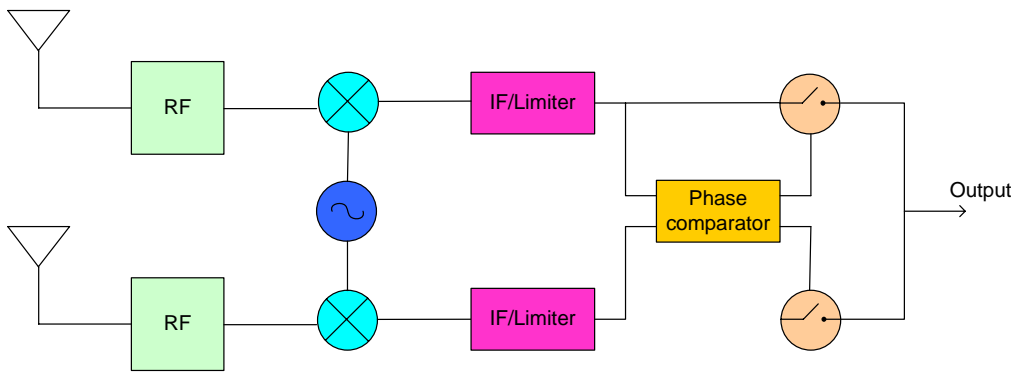 RF
IF/Limiter
Phase
comparator
Output
RF
IF/Limiter